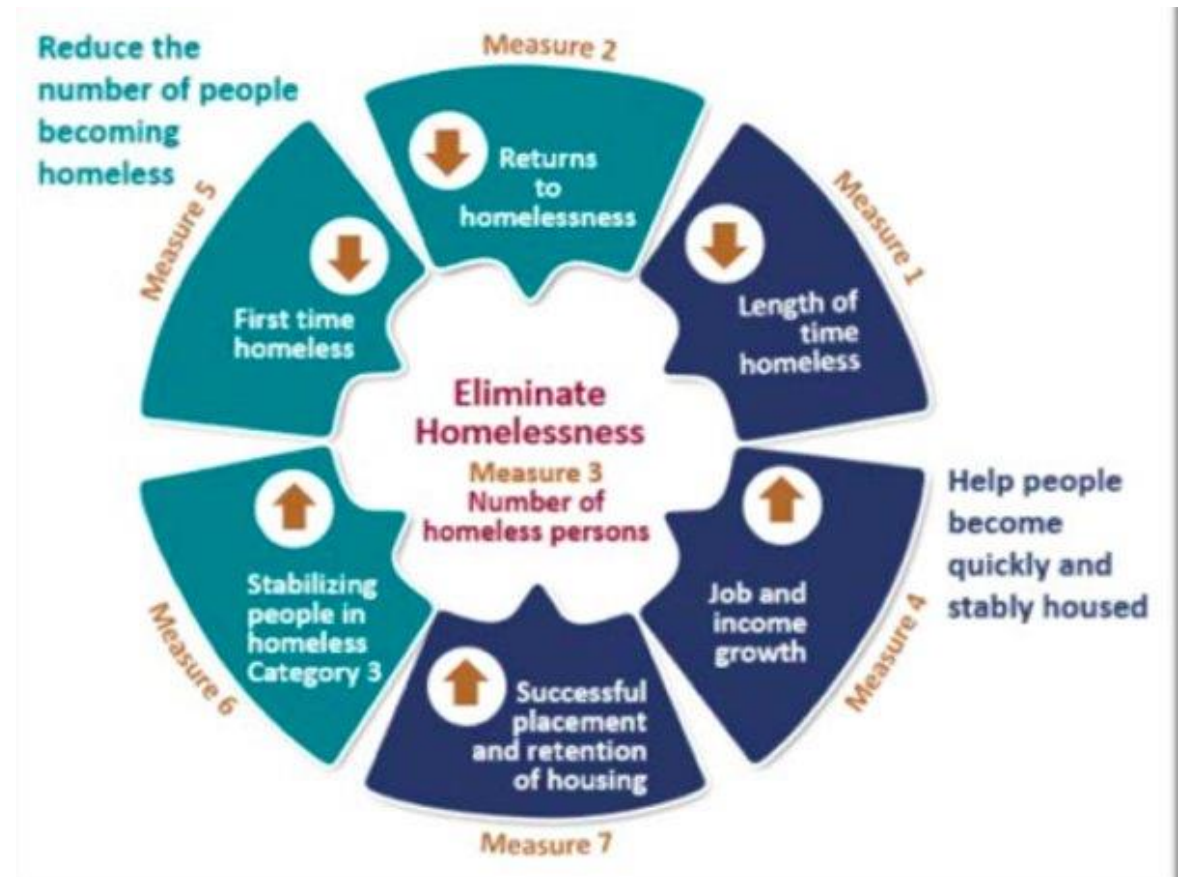 Reduce the
number of people
becoming
homeless
Measure 2
Returns
to
homelessness
Measure 1
Length of
time
homeless
Measure 5
First time
homeless
Eliminate
Homelessness
Measure 3
Number of
homeless persons
Help people
become
quickly and
stably housed
Measure 4
Job and
income
growth
Measure 6
Stabilizing
people in
homeless
Category 3
Successful
placement
and retention
of housing
Measure 7